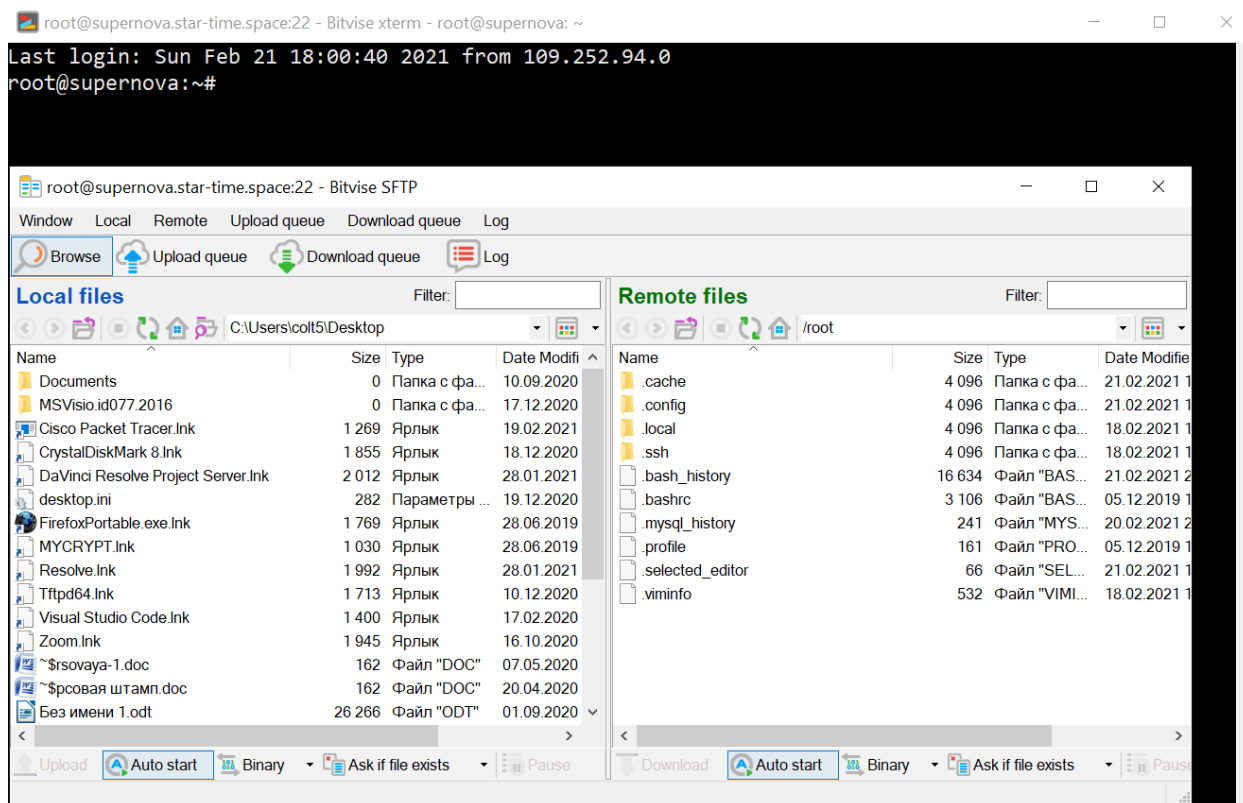 root@supernova.star-time.space:22 - Bitvise xterm - root@supernova: ~
Last login: Sun Feb 21 18:00:40 2021 from 109.252.94.0
root@supernova:~#
root@supernova.star-time.space:22 - Bitvise SFTP
Window Local Remote Upload queue Download queue Log
Browse Upload queue Download queue Log
Local files Filter:
C:\Users\colt5\Desktop
Name Size Type Date Modifi
Documents 0 Папка с фа... 10.09.2020
MSVisio.id077.2016 0 Папка с фа... 17.12.2020
Cisco Packet Tracer.lnk 1 269 Ярлык 19.02.2021
CrystalDiskMark 8.lnk 1 855 Ярлык 18.12.2020
DaVinci Resolve Project Server.lnk 2 012 Ярлык 28.01.2021
desktop.ini 282 Параметры ... 19.12.2020
FirefoxPortable.exe.lnk 1 769 Ярлык 28.06.2019
MYCRYPT.lnk 1 030 Ярлык 28.06.2019
Resolve.lnk 1 992 Ярлык 28.01.2021
Tftpd64.lnk 1 713 Ярлык 10.12.2020
Visual Studio Code.lnk 1 400 Ярлык 17.02.2020
Zoom.lnk 1 945 Ярлык 16.10.2020
~$rsovaya-1.doc 162 Файл "DOC" 07.05.2020
~$рсовая штамп.doc 162 Файл "DOC" 20.04.2020
Без имени 1.odt 26 266 Файл "ODT" 01.09.2020
Upload Auto start Binary Ask if file exists Pause
Remote files Filter:
/root
Name Size Type Date Modifie
.cache 4 096 Папка с фа... 21.02.2021 1
.config 4 096 Папка с фа... 21.02.2021 1
.local 4 096 Папка с фа... 18.02.2021 1
.ssh 4 096 Папка с фа... 18.02.2021 1
.bash_history 16 634 Файл "BAS... 21.02.2021 2
.bashrc 3 106 Файл "BAS... 05.12.2019 1
.mysql_history 241 Файл "MYS... 20.02.2021 2
.profile 161 Файл "PRO... 05.12.2019 1
.selected_editor 66 Файл "SEL... 21.02.2021 1
.viminfo 532 Файл "VIMI... 18.02.2021 1
Download Auto start Binary Ask if file exists Pause